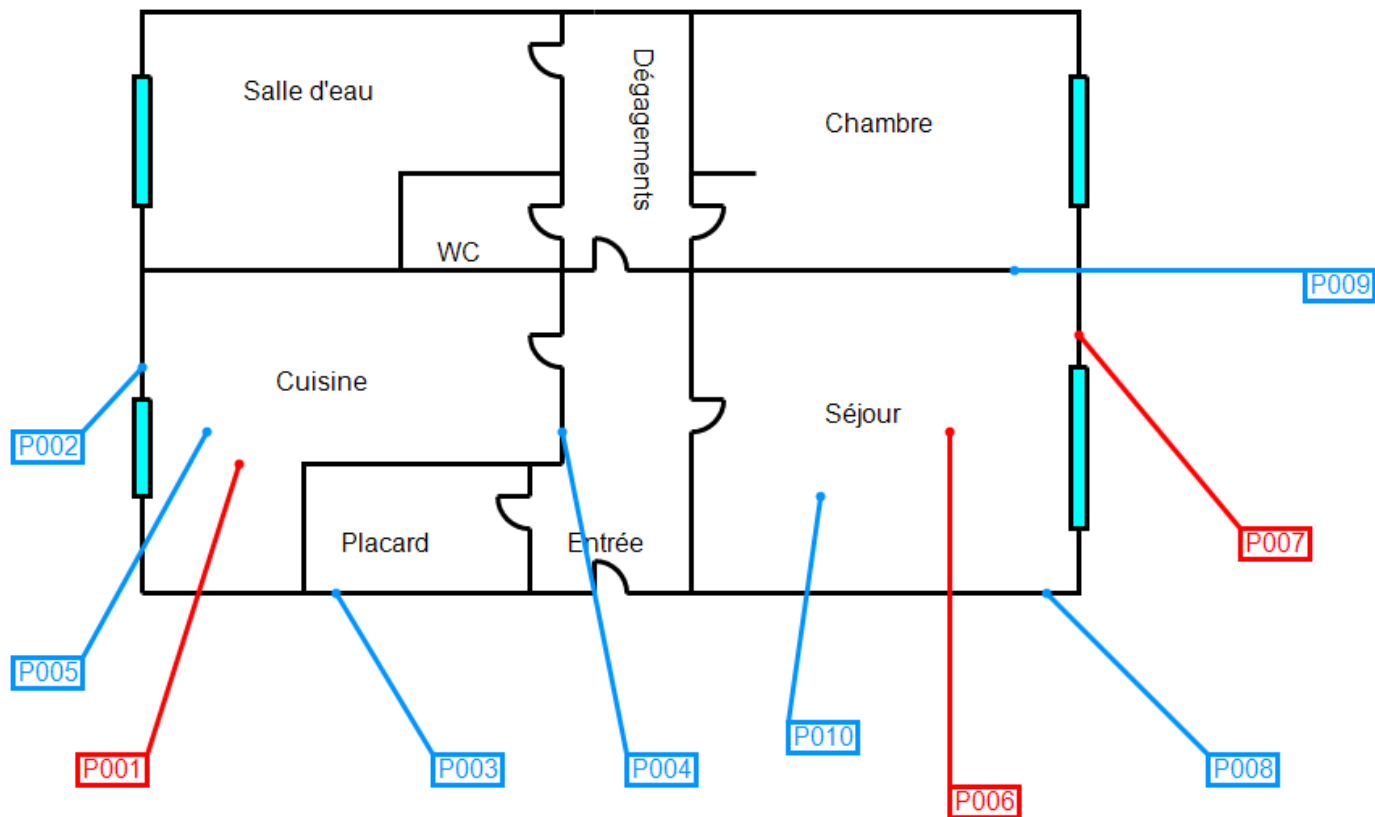 Salle d'eau
Dégagements
Chambre
WC
P009
Cuisine
Séjour
P002
Placard
Entrée
P007
P005
P010
P001
P003
P004
P008
P006